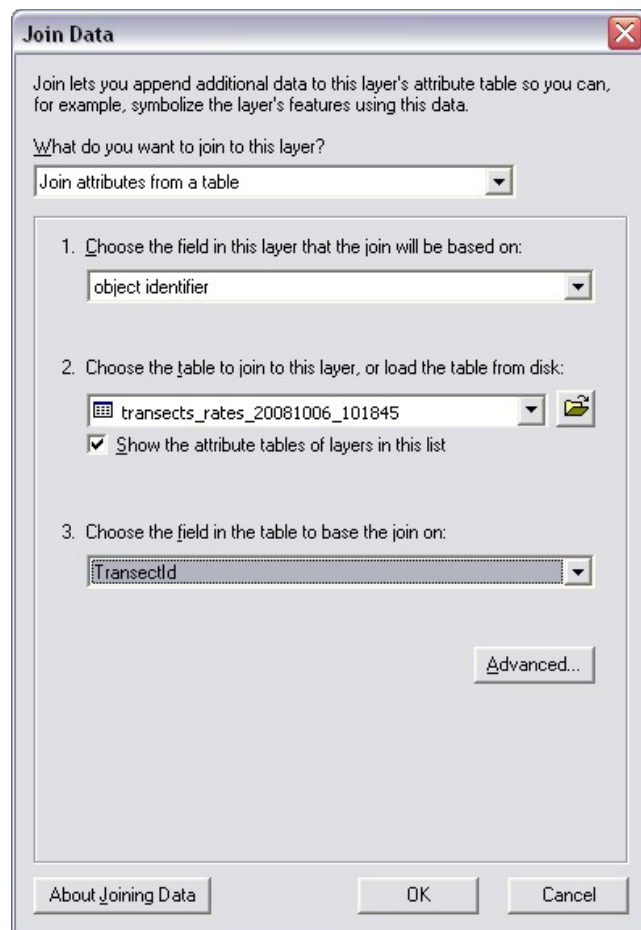 Join Data
Join lets you append additional data to this layer's attribute table so you can,
for example, symbolize the layer's features using this data.
What do you want to join to this layer?
Join attributes from a table
1. Choose the field in this layer that the join will be based on:
object identifier
2. Choose the table to join to this layer, or load the table from disk:
transects_rates_20081006_101845
Show the attribute tables of layers in this list
3. Choose the field in the table to base the join on:
TransectId
Advanced...
About Joining Data
OK
Cancel